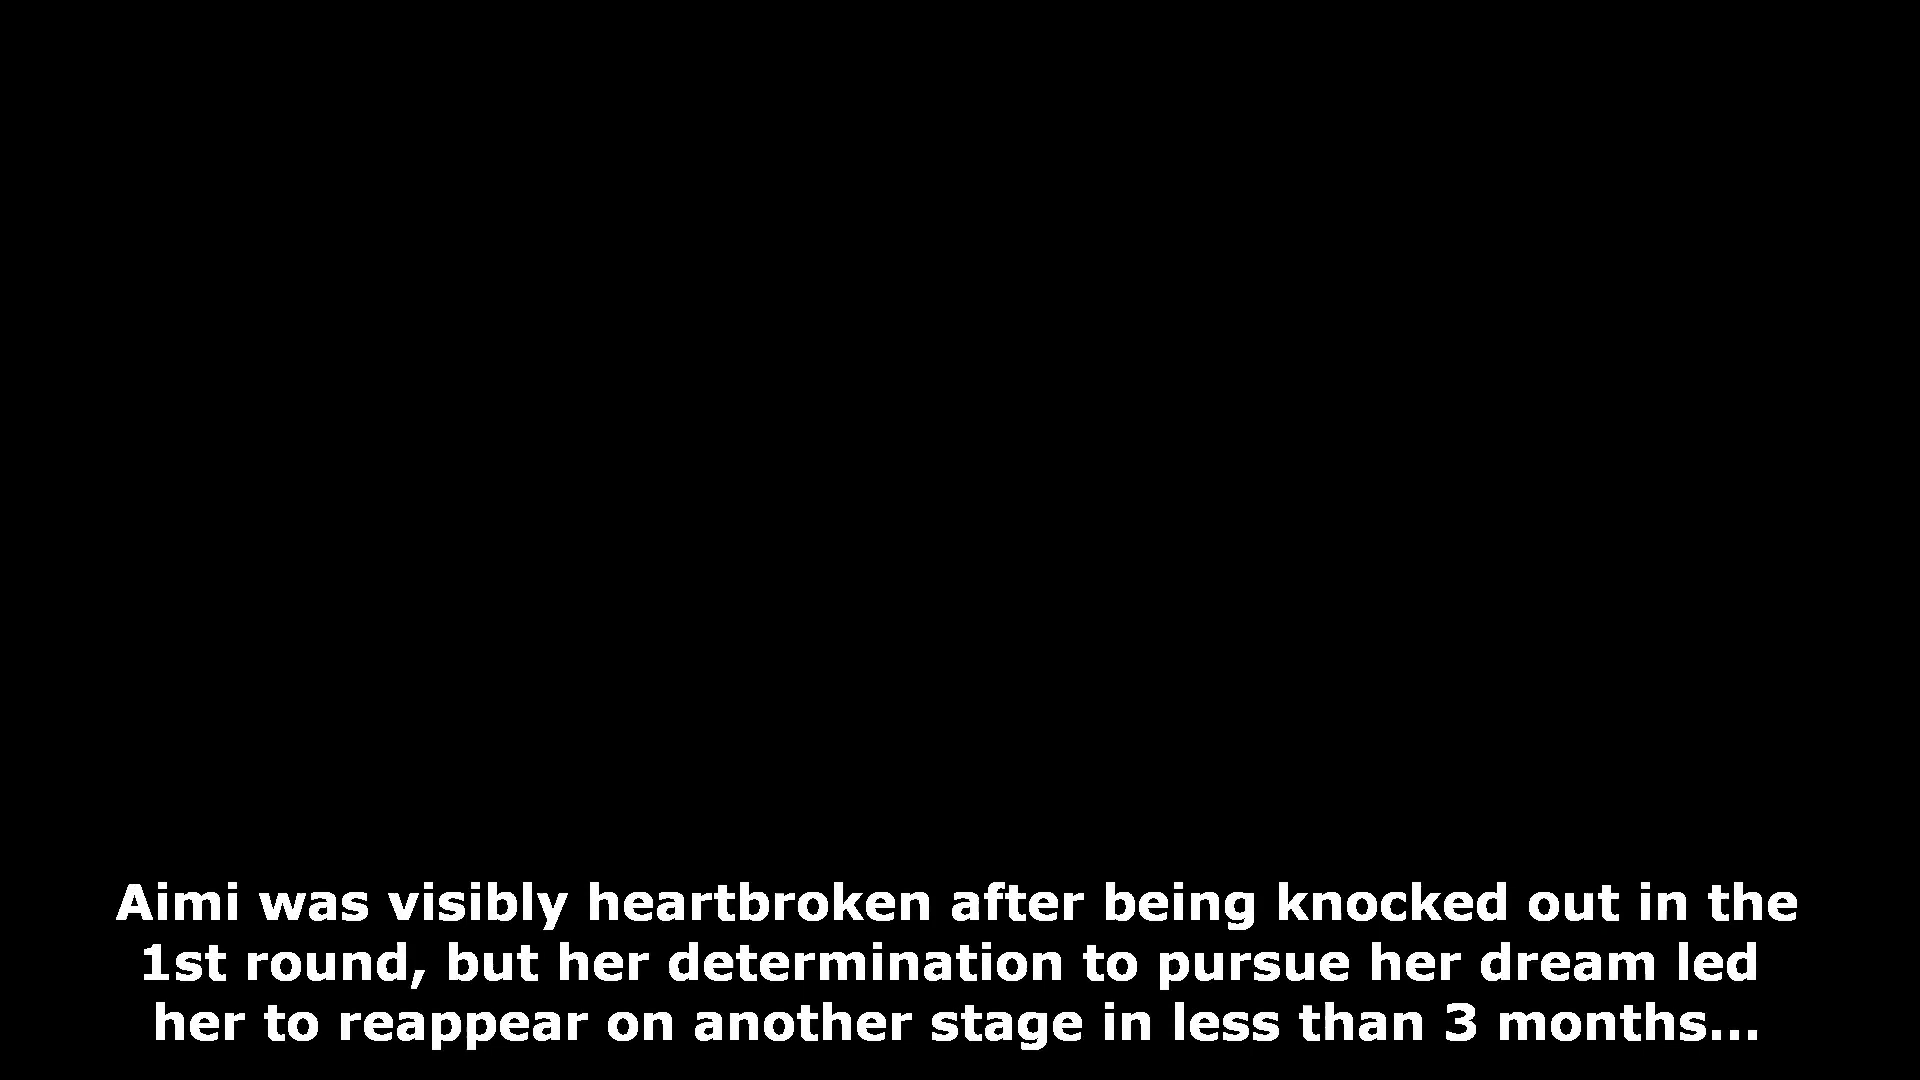 Aimi was visibly heartbroken after being knocked out in the
1st round, but her determination to pursue her dream led
her to reappear on another stage in less than 3 months...